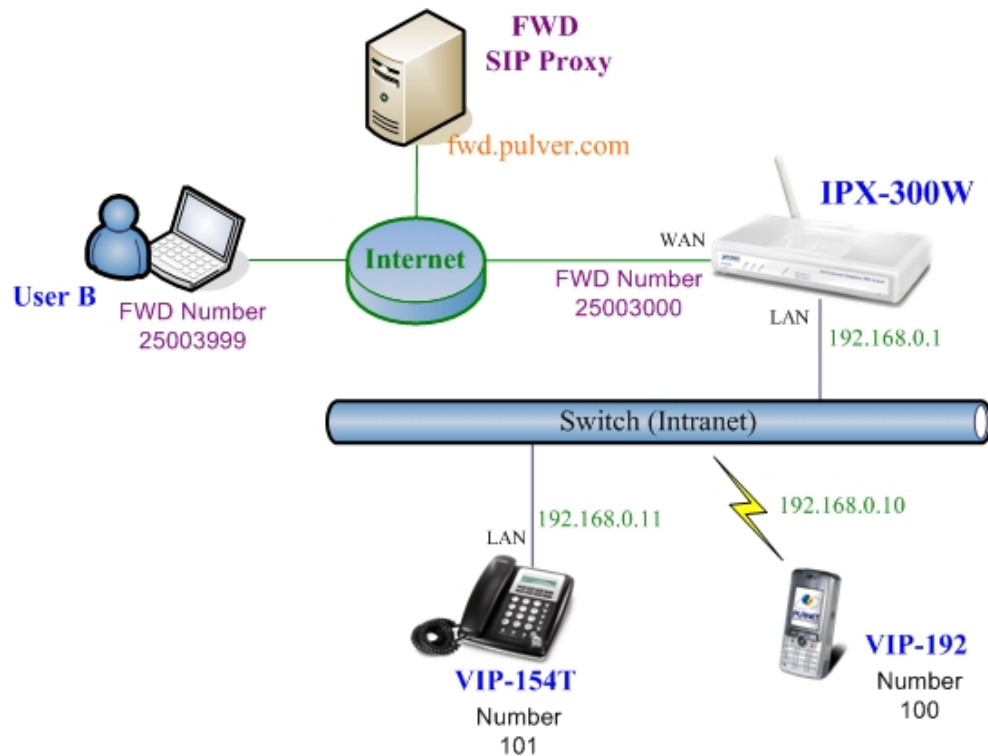 FWD
SIP Proxy
fwd.pulver.com
IPX-300W
WAN
Internet
User B
FWD Number
25003999
FWD Number
25003000
LAN
192.168.0.1
Switch (Intranet)
192.168.0.11
LAN
192.168.0.10
VIP-154T
Number
101
VIP-192
Number
100